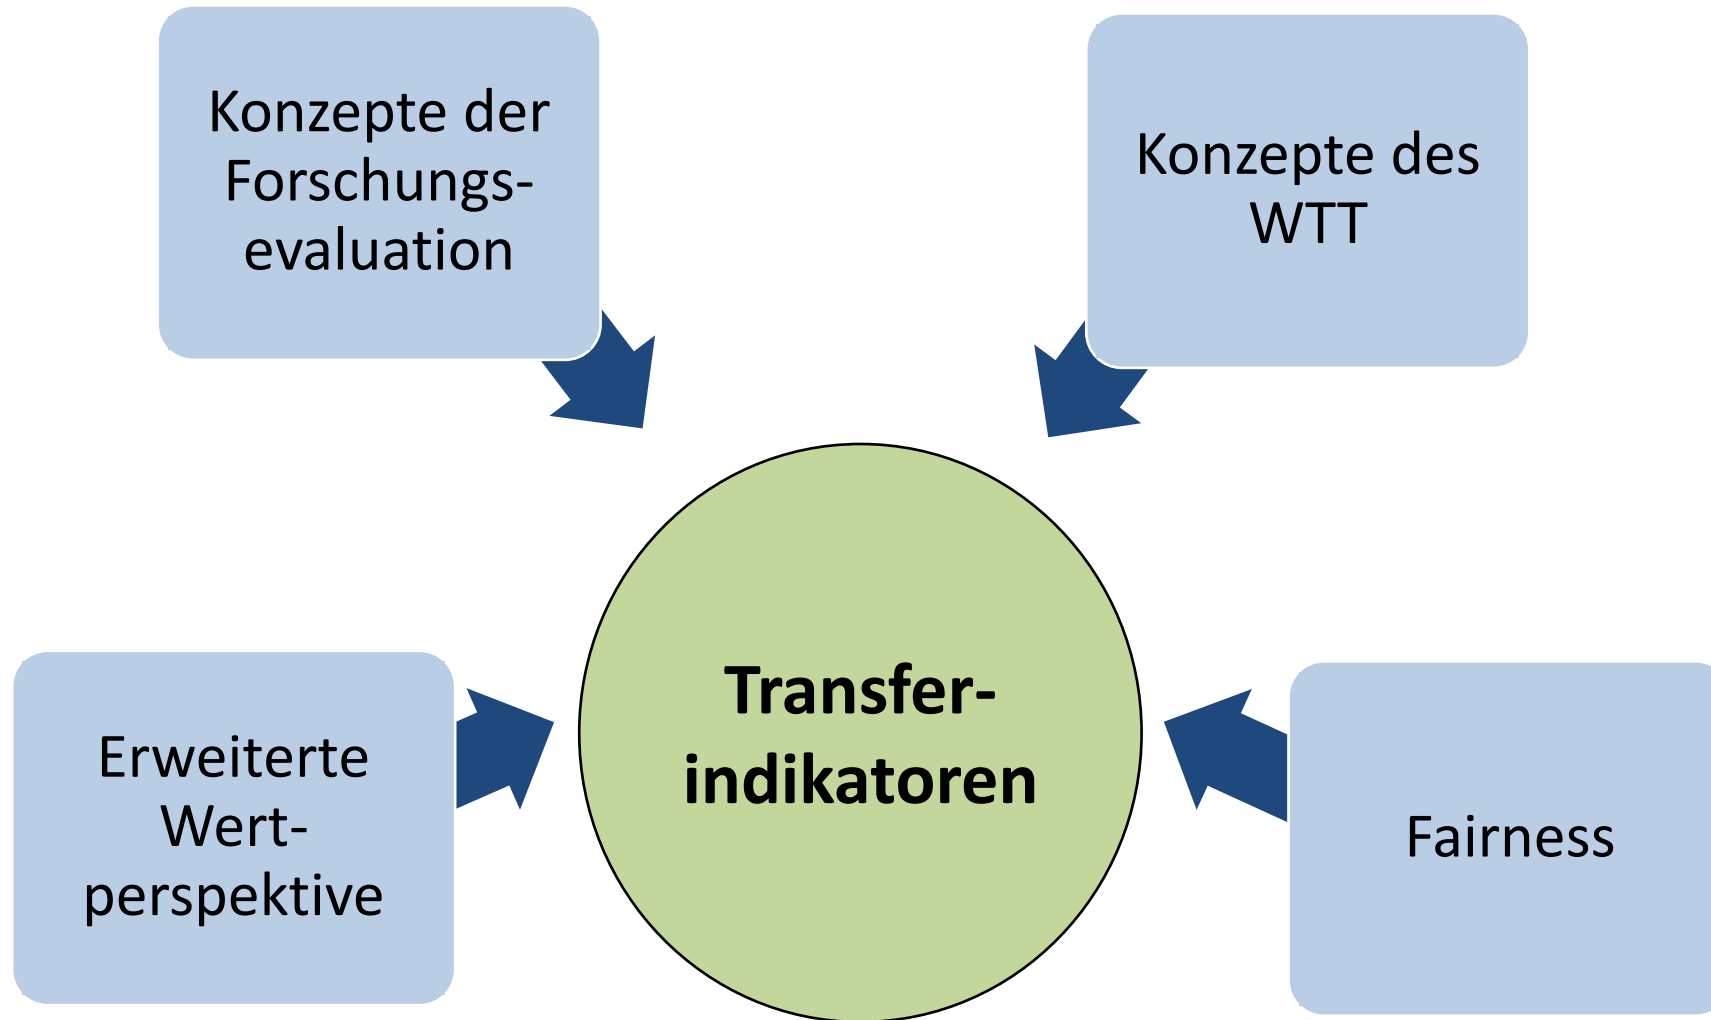 Konzepte der
Forschungs-
evaluation
Konzepte des
WTT
Transfer-
indikatoren
Erweiterte
Wert-
perspektive
Fairness